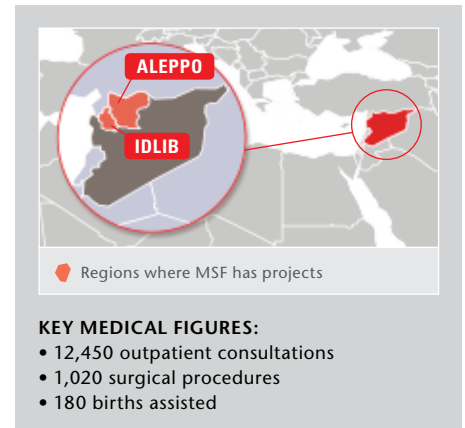 ALEPPO
IDLIB
Regions where MSF has projects
KEY MEDICAL FIGURES:
• 12,450 outpatient consultations
• 1,020 surgical procedures
• 180 births assisted